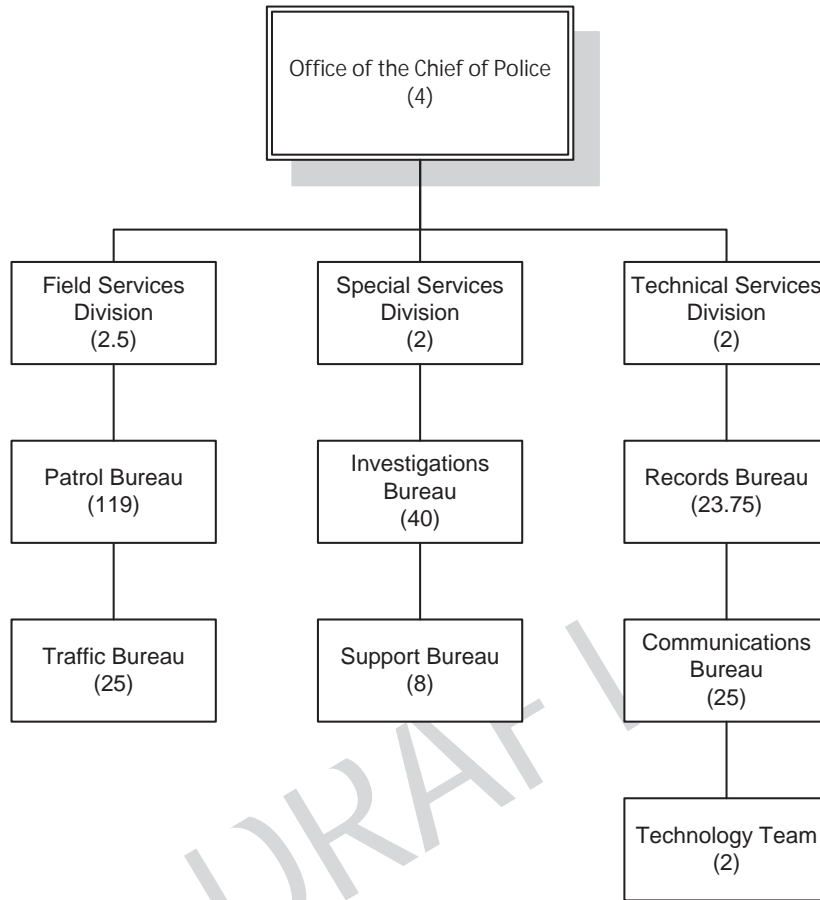 Office of the Chief of Police
(4)
Field Services
Division
(2.5)
Special Services
Division
(2)
Technical Services
Division
(2)
Patrol Bureau
(119)
Investigations
Bureau
(40)
Records Bureau
(23.75)
Traffic Bureau
(25)
Support Bureau
(8)
Communications
Bureau
(25)
Technology Team
(2)
DRAFT